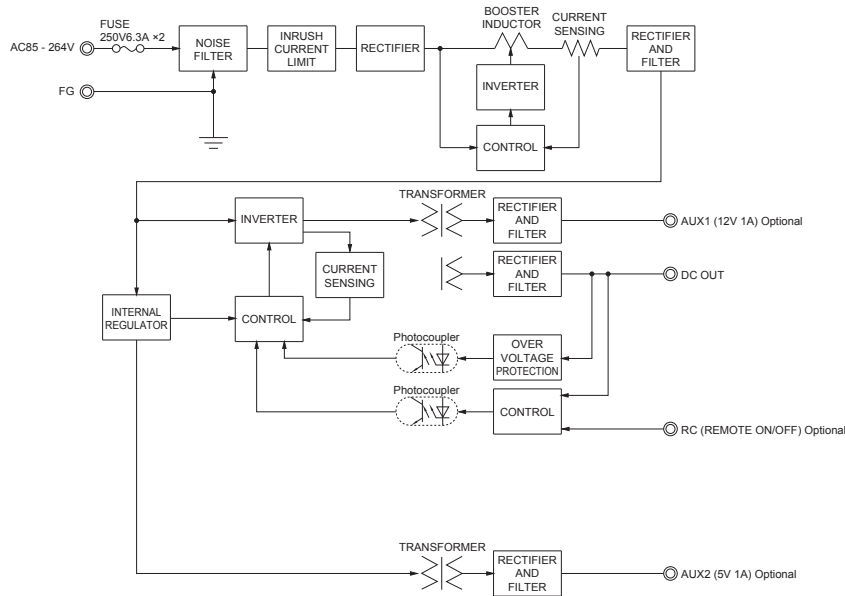 FUSE
250V6.3A ×2
AC85 - 264V
NOISE
FILTER
INRUSH
CURRENT
LIMIT
RECTIFIER
BOOSTER
INDUCTOR
CURRENT
SENSING
RECTIFIER
AND
FILTER
FG
INVERTER
CONTROL
TRANSFORMER
INVERTER
RECTIFIER
AND
FILTER
AUX1 (12V 1A) Optional
CURRENT
SENSING
RECTIFIER
AND
FILTER
DC OUT
INTERNAL
REGULATOR
CONTROL
Photocoupler
OVER
VOLTAGE
PROTECTION
Photocoupler
CONTROL
RC (REMOTE ON/OFF) Optional
TRANSFORMER
RECTIFIER
AND
FILTER
AUX2 (5V 1A) Optional